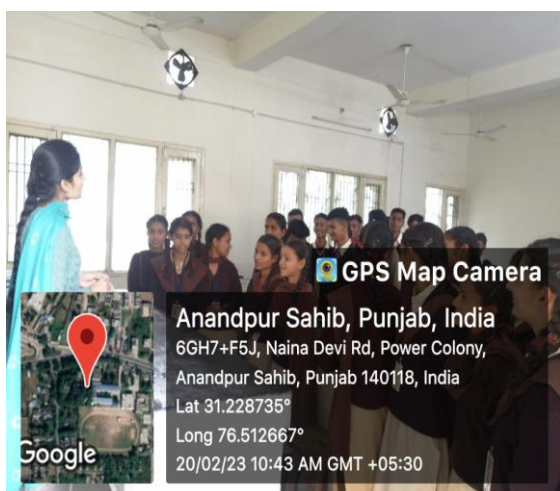 GPS Map Camera
Anandpur Sahib, Punjab, India
6GH7+F5J, Naina Devi Rd, Power Colony,
Anandpur Sahib, Punjab 140118, India
Lat 31.228735°
Long 76.512667°
20/02/23 10:43 AM GMT +05:30
Google